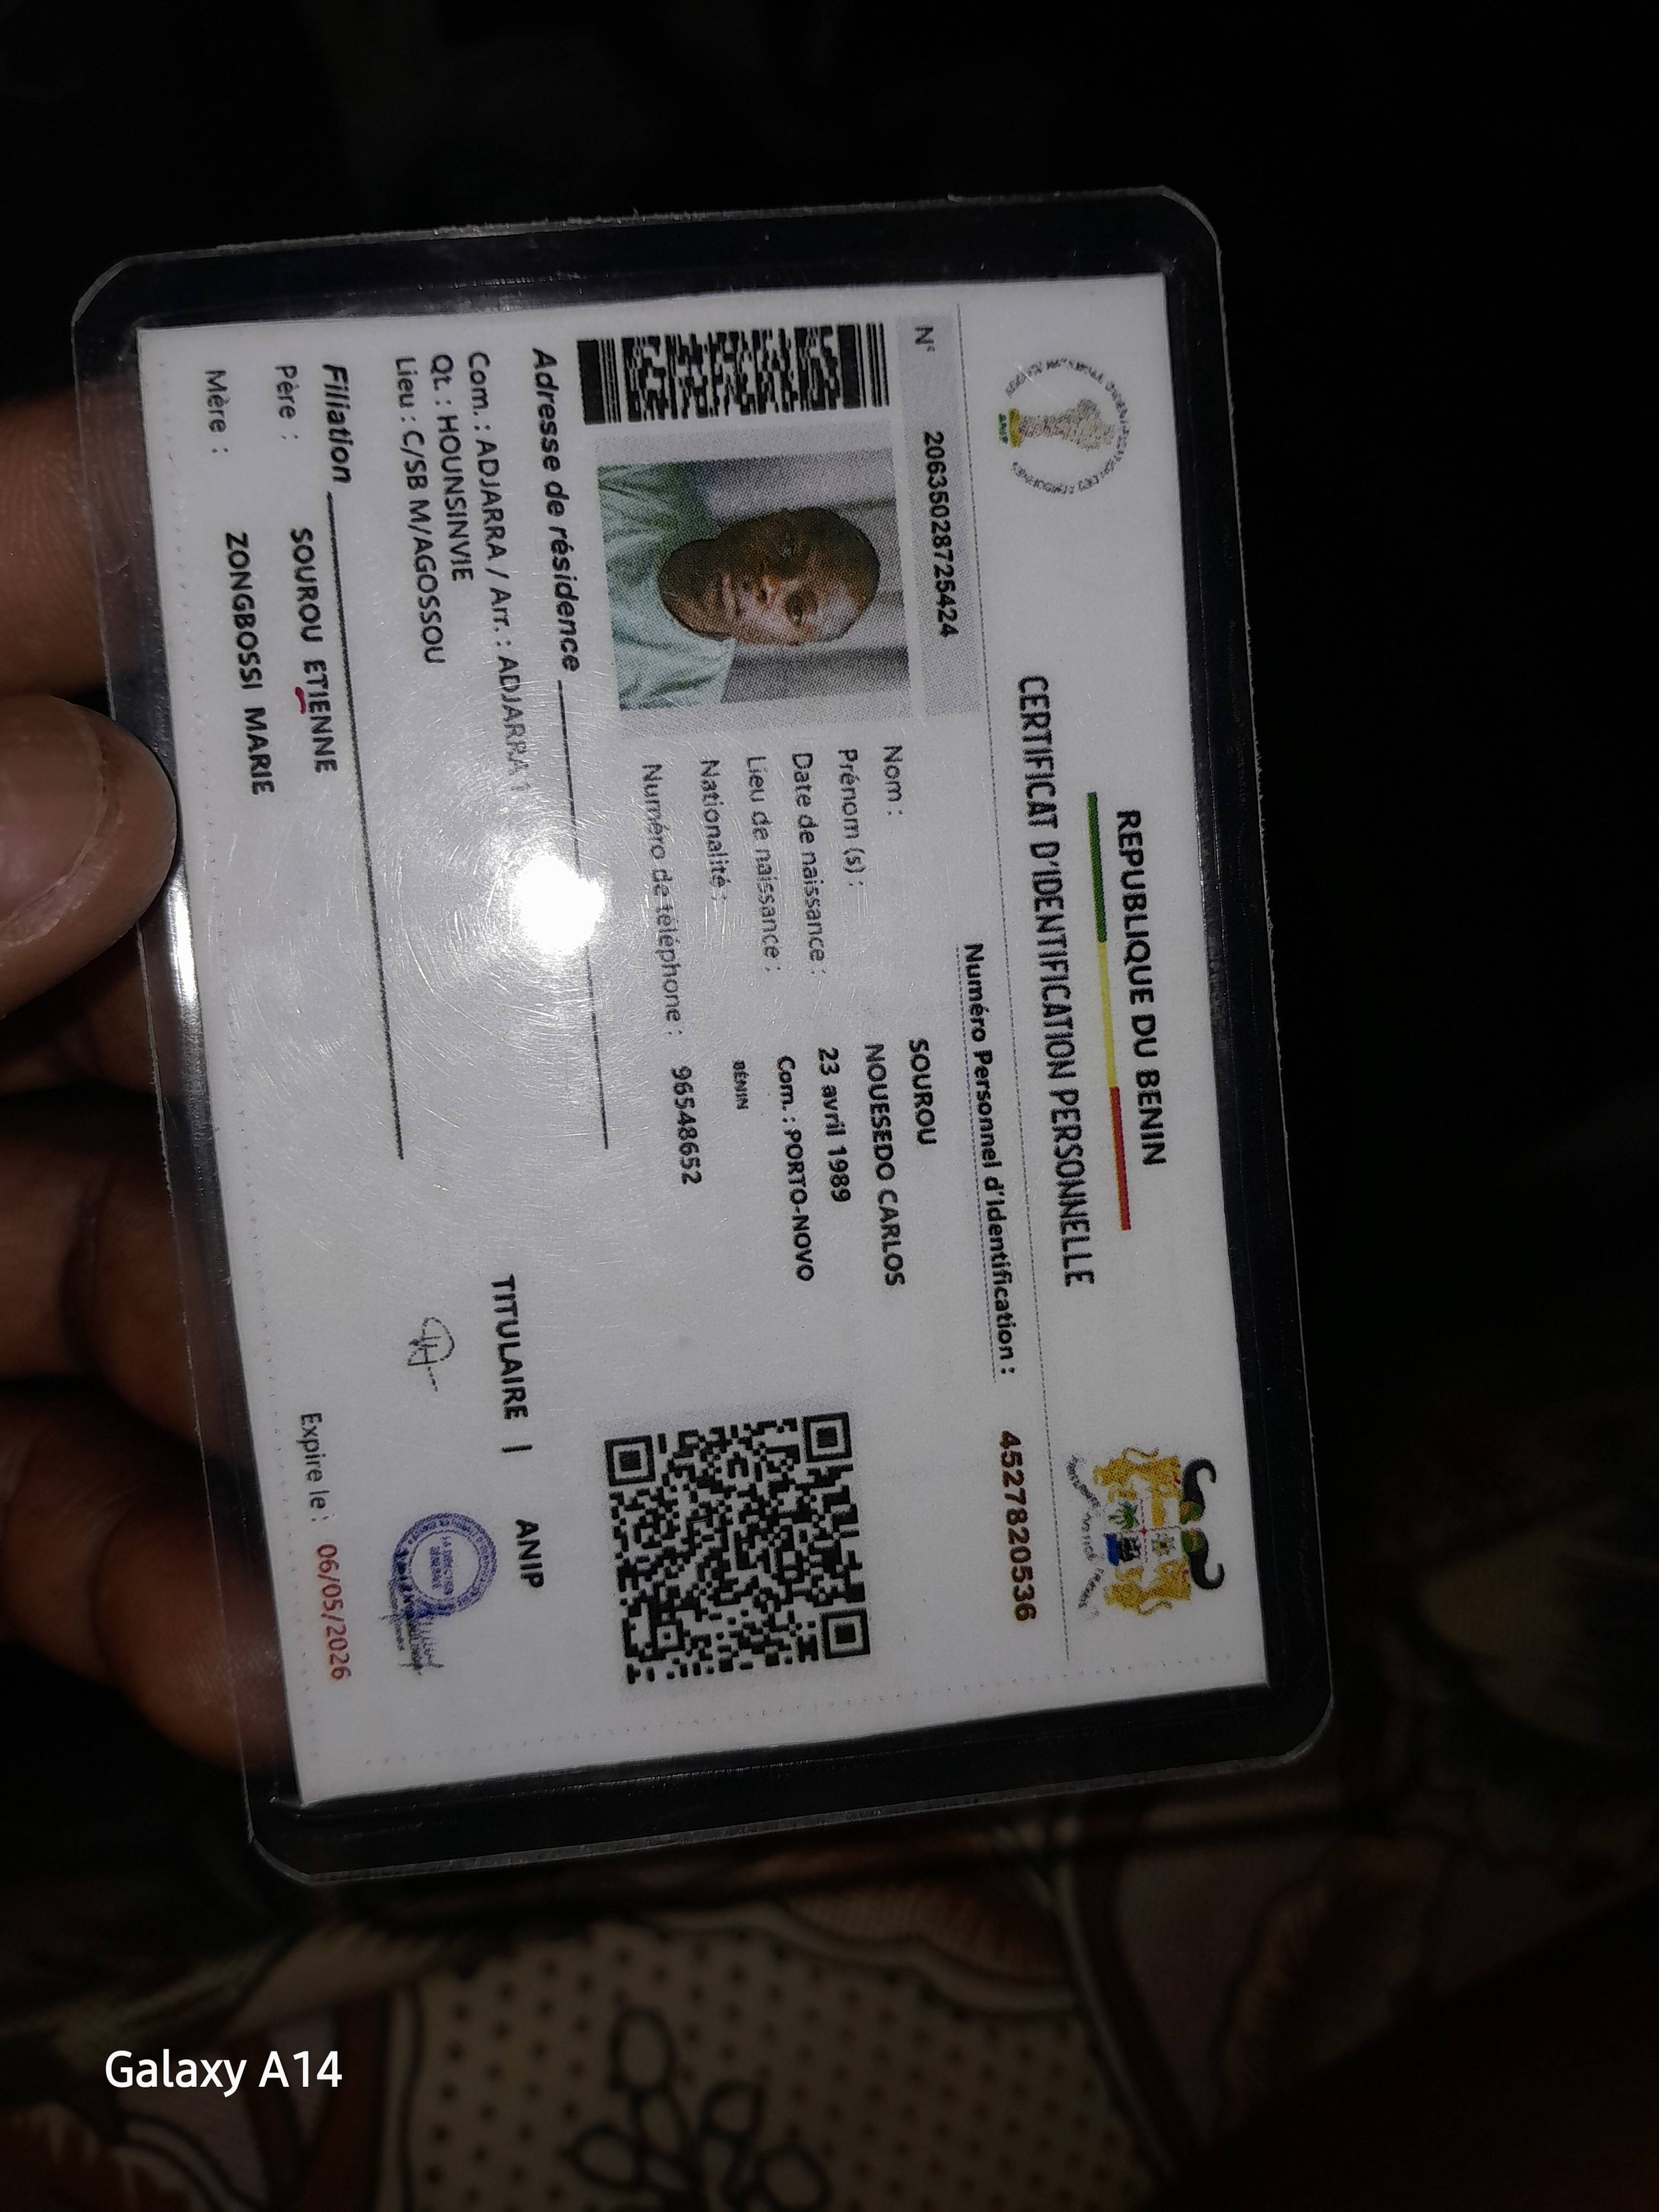 REPUBLIQUE DU BENIN
CERTIFICAT D'IDENTIFICATION PERSONNELLE
Numéro Personnel d'Identification : 4527820536
N° 20635028725424
Nom : SOUROU
Prénom (s) : NOUESEDO CARLOS
Date de naissance : 23 avril 1989
Lieu de naissance : Com. : PORTO-NOVO
Nationalité : BÉNIN
Numéro de téléphone : 96548652
Adresse de résidence
Com. : ADJARRA / Arr. : ADJARRA 1
Qt. : HOUNSINVIE
Lieu : C/SB M/AGOSSOU
TITULAIRE | ANIP
Filiation
Père : SOUROU ETIENNE
Mère : ZONGBOSSI MARIE
Expire le : 06/05/2026
Galaxy A14